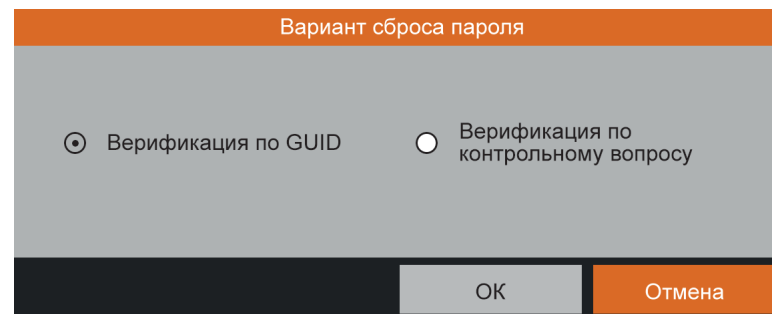 Вариант сброса пароля
Верификация по GUID
Верификация по
контрольному вопросу
ОК
Отмена